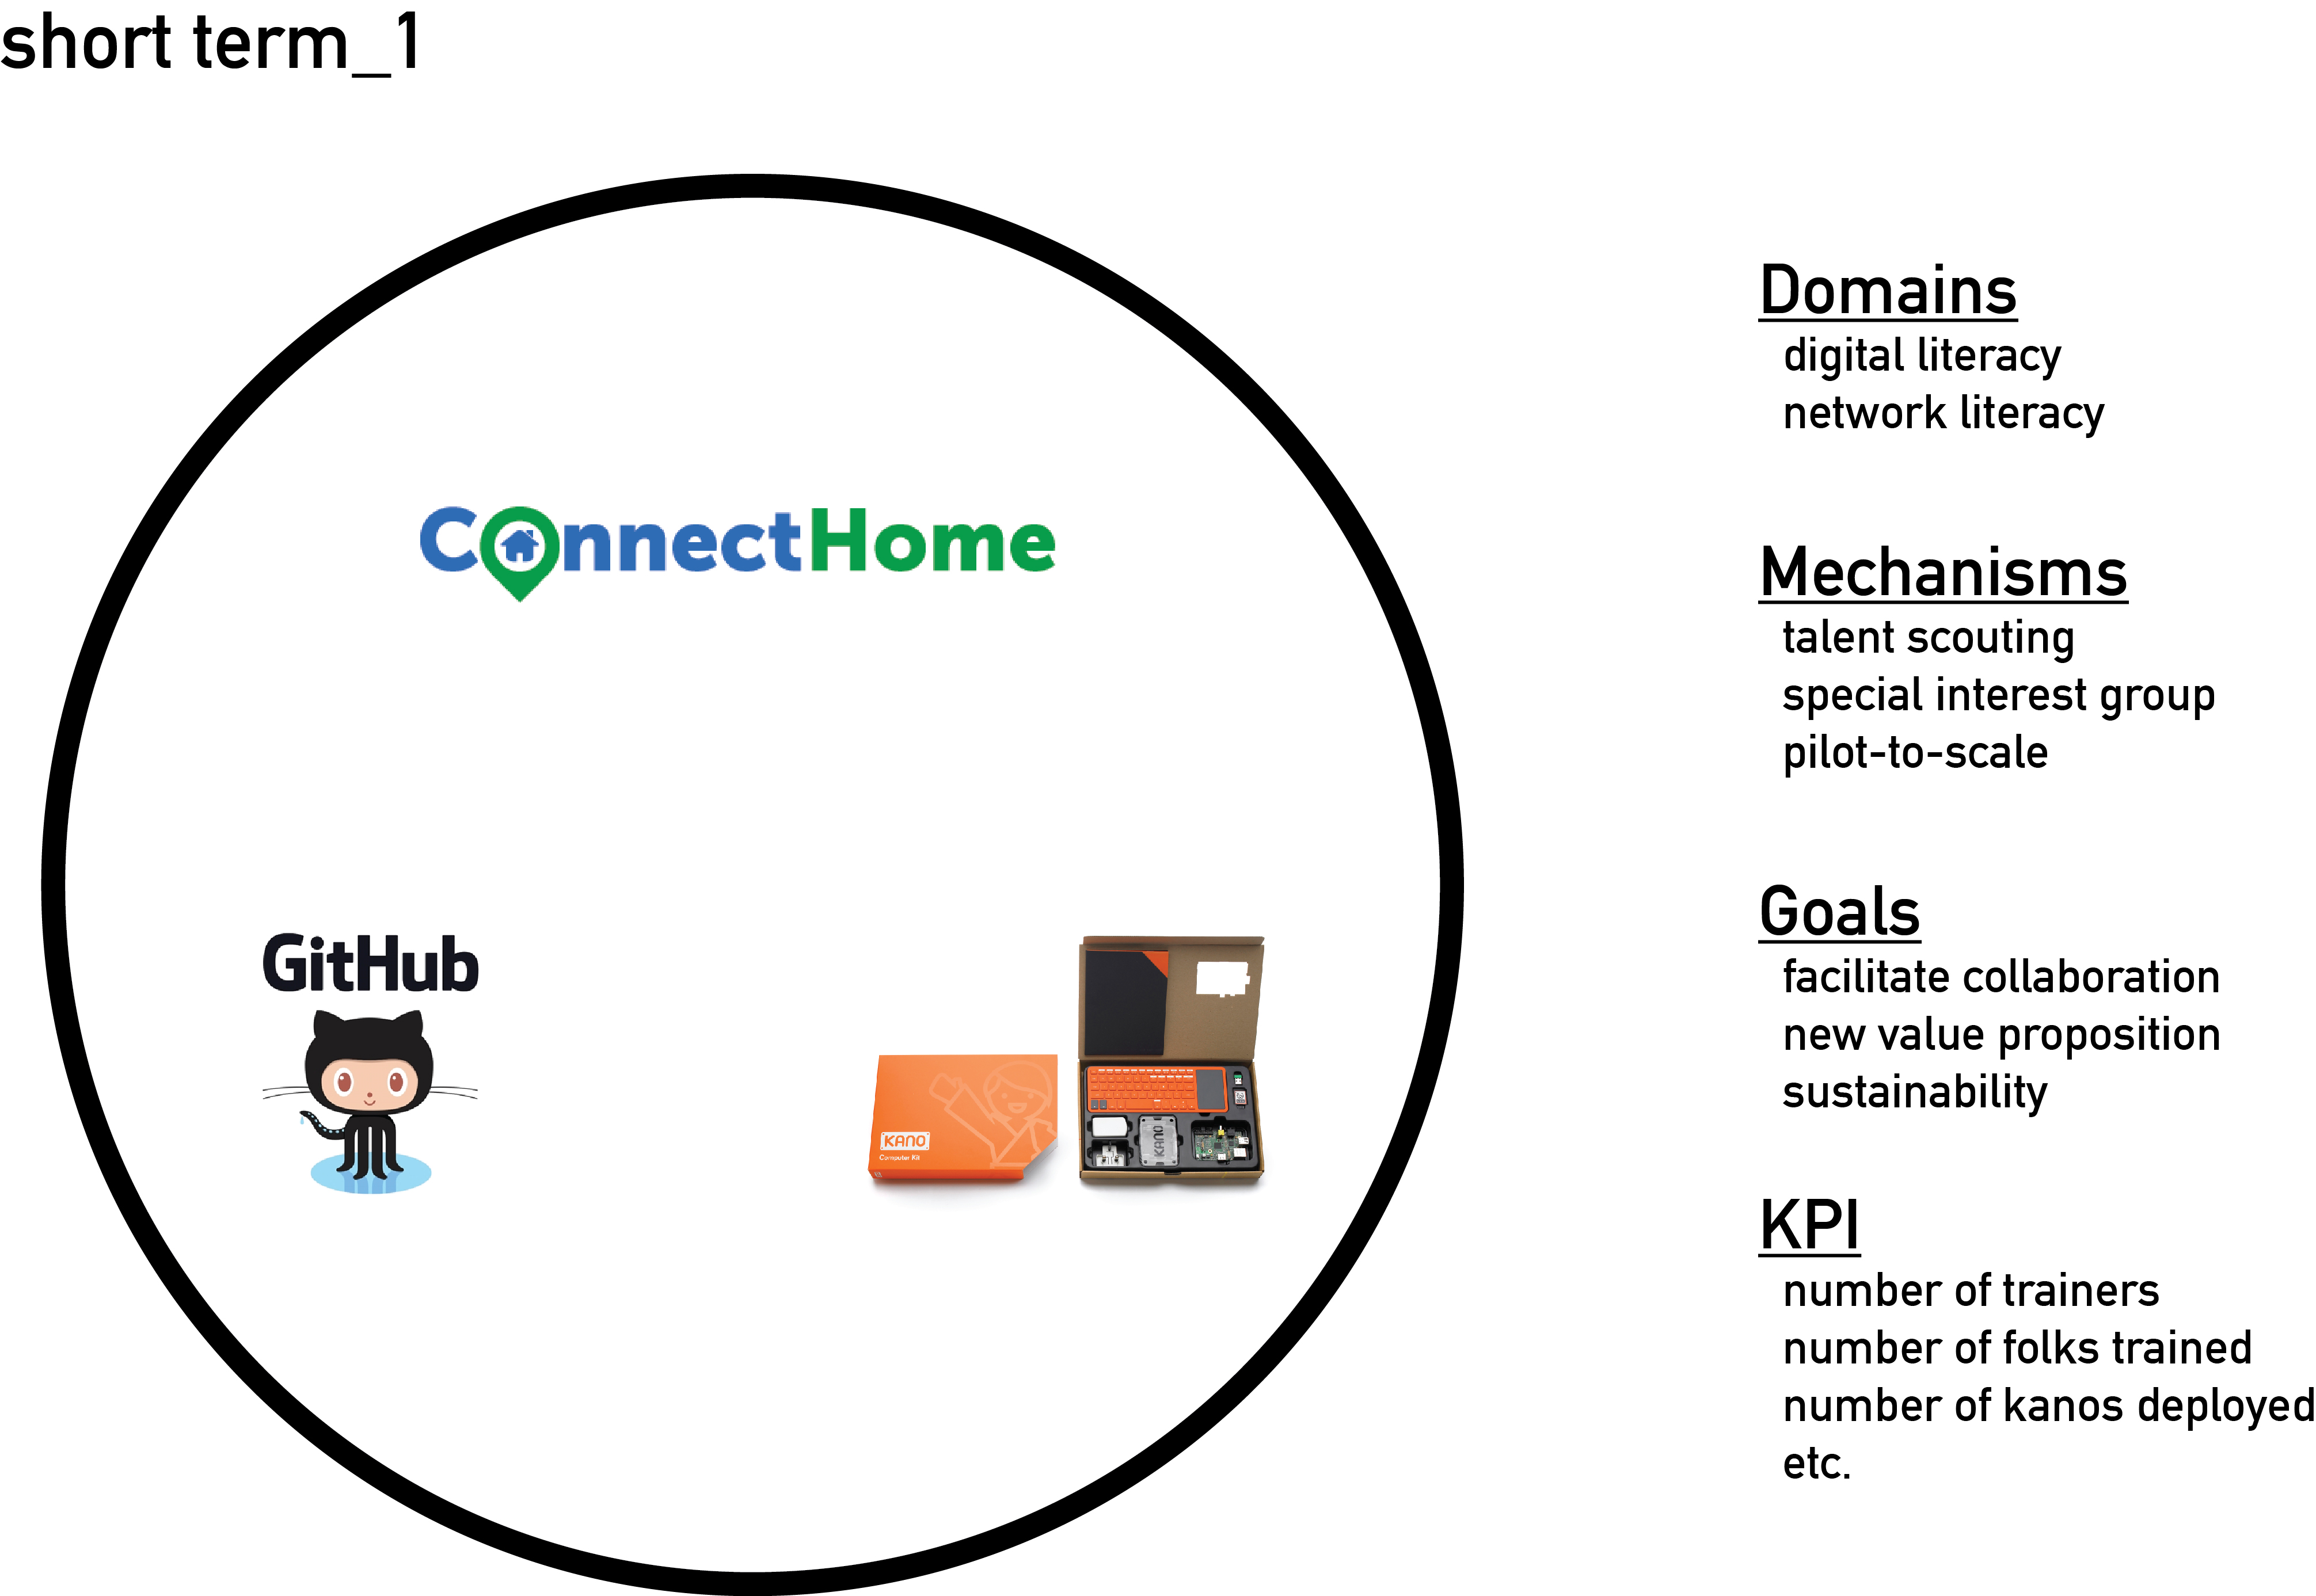 short term_1
ConnectHome
GitHub
KANO
Computer Kit
KANO
Domains
digital literacy
network literacy
Mechanisms
talent scouting
special interest group
pilot-to-scale
Goals
facilitate collaboration
new value proposition
sustainability
KPI
number of trainers
number of folks trained
number of kanos deployed
etc.